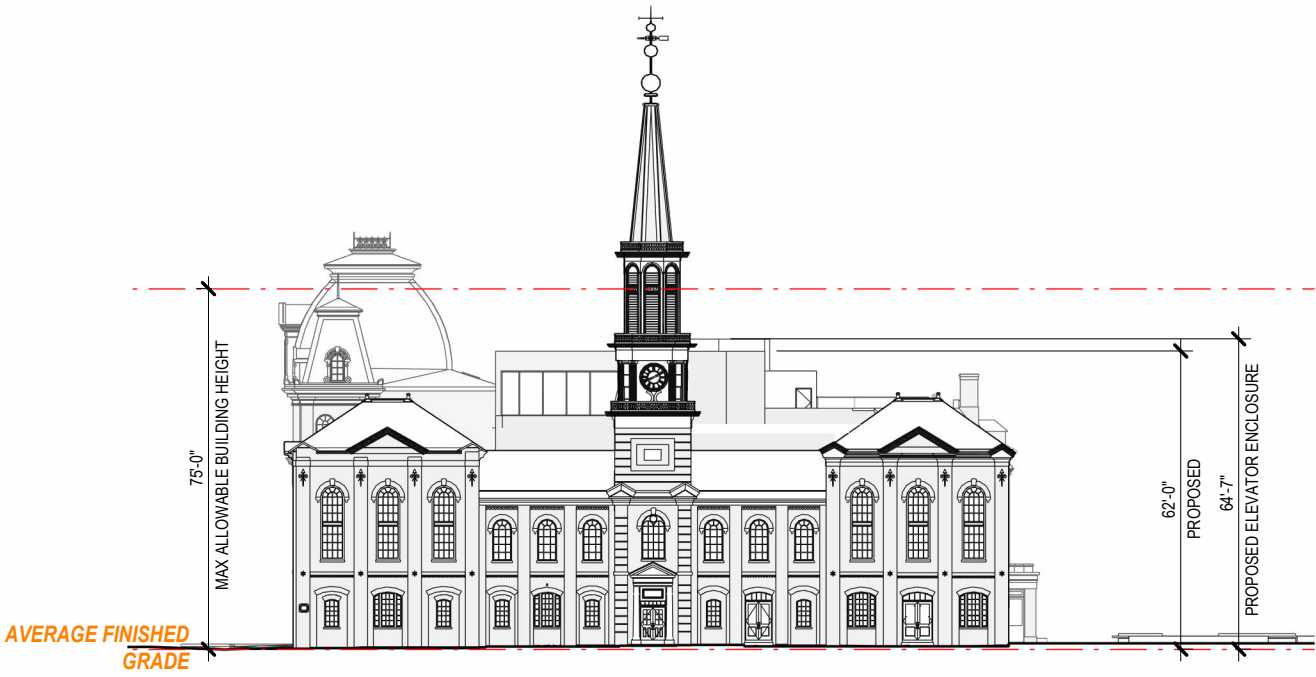 75'-0"
MAX ALLOWABLE BUILDING HEIGHT
62'-0"
PROPOSED
64'-7"
PROPOSED ELEVATOR ENCLOSURE
AVERAGE FINISHED
GRADE